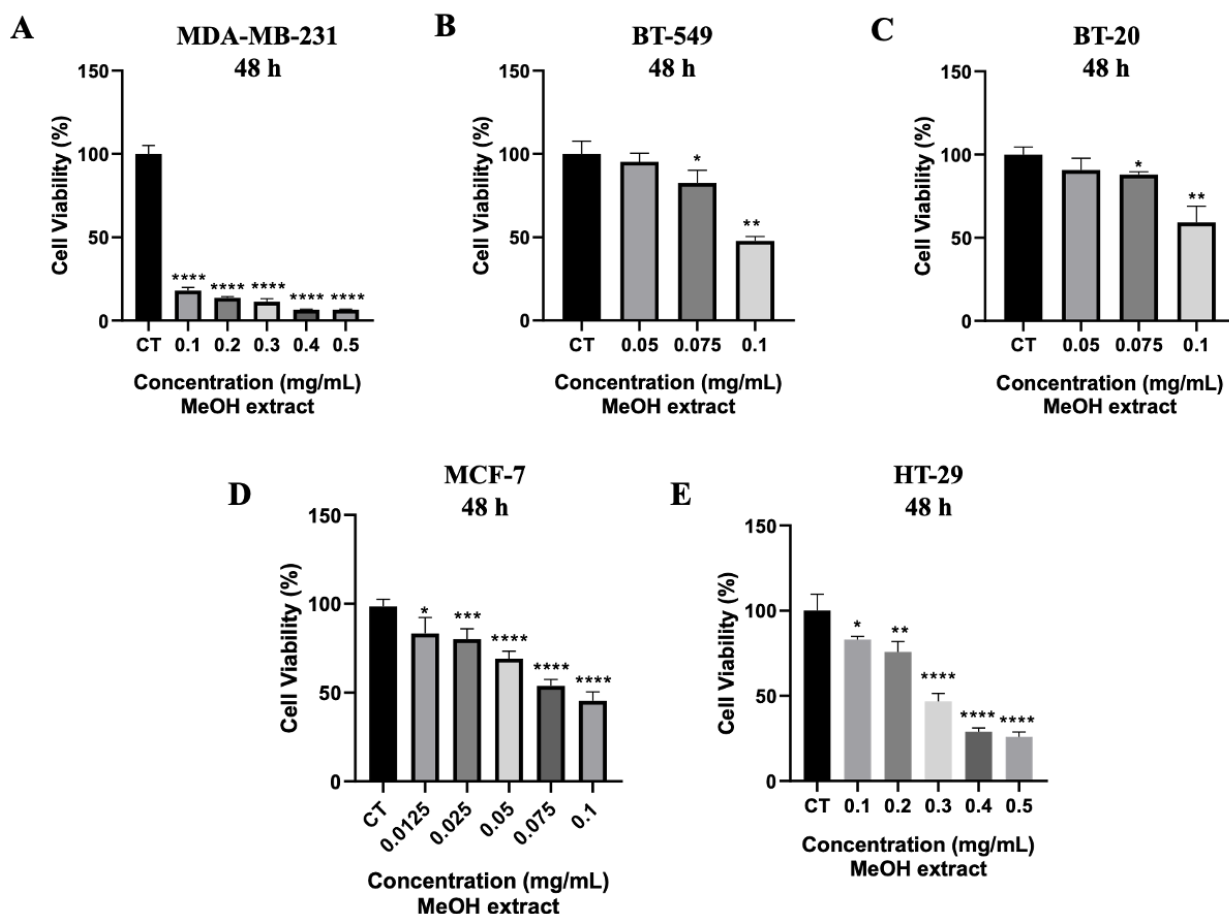 A
MDA-MB-231
48 h
Cell Viability (%)
150
100
50
0
**** **** **** **** ****
CT 0.1 0.2 0.3 0.4 0.5
Concentration (mg/mL)
MeOH extract
B
BT-549
48 h
Cell Viability (%)
150
100
50
0
* **
CT 0.05 0.075 0.1
Concentration (mg/mL)
MeOH extract
C
BT-20
48 h
Cell Viability (%)
150
100
50
0
* **
CT 0.05 0.075 0.1
Concentration (mg/mL)
MeOH extract
D
MCF-7
48 h
Cell Viability (%)
150
100
50
0
* *** **** **** ****
CT 0.0125 0.025 0.05 0.075 0.1
Concentration (mg/mL)
MeOH extract
E
HT-29
48 h
Cell Viability (%)
150
100
50
0
* ** **** **** ****
CT 0.1 0.2 0.3 0.4 0.5
Concentration (mg/mL)
MeOH extract